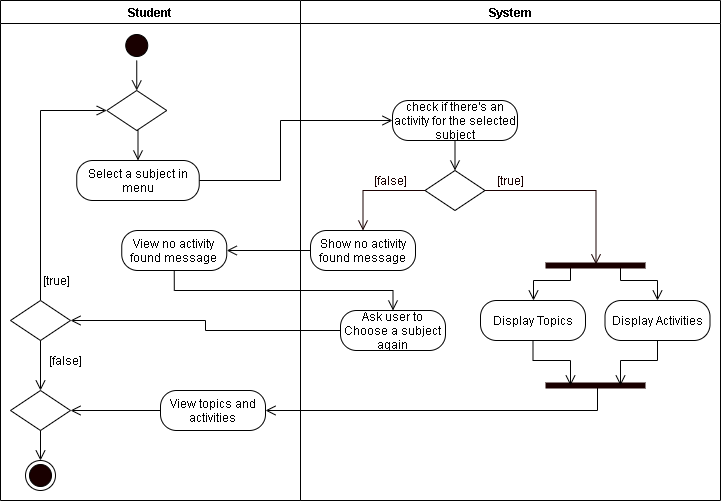 Student
System
check if there's an
activity for the selected
subject
Select a subject in
menu
[false]
[true]
View no activity
found message
Show no activity
found message
[true]
Ask user to
Choose a subject
again
Display Topics
Display Activities
[false]
View topics and
activities